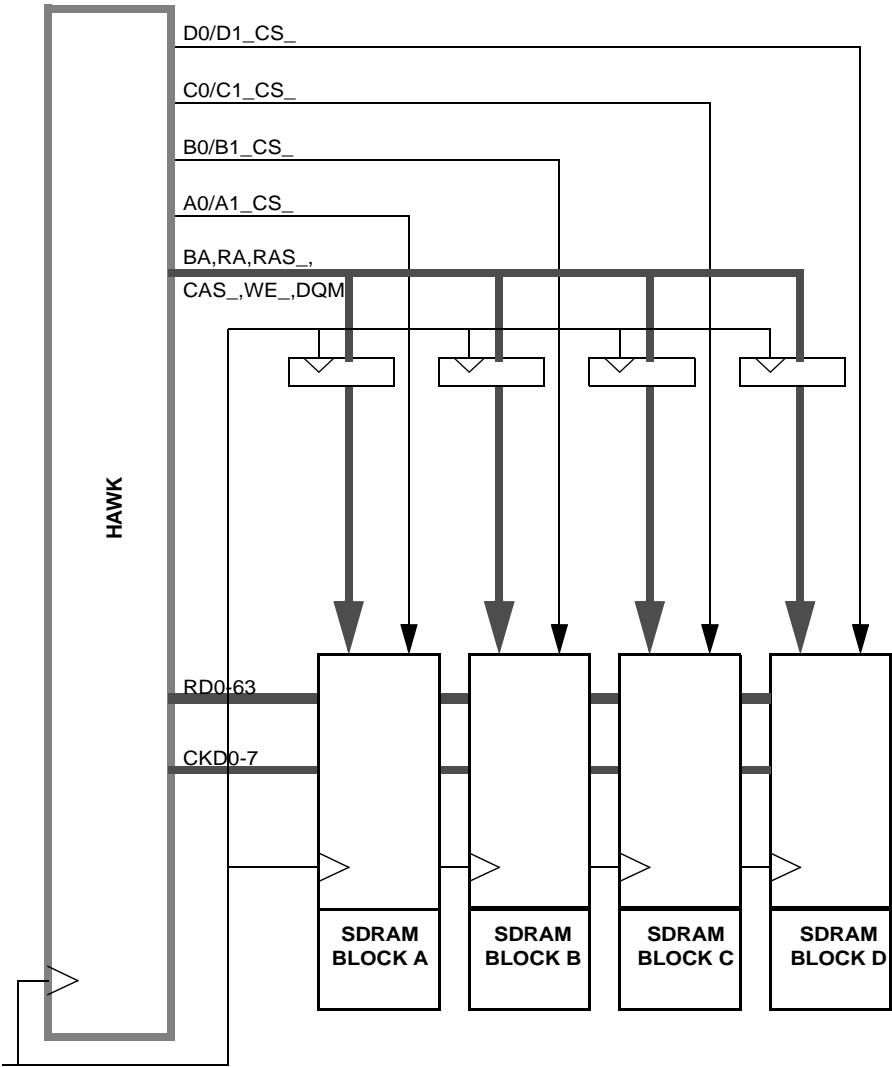 D0/D1_CS_
C0/C1_CS_
B0/B1_CS_
A0/A1_CS_
BA,RA,RAS_,
CAS_,WE_,DQM
HAWK
RD0-63
CKD0-7
SDRAM
BLOCK A
SDRAM
BLOCK B
SDRAM
BLOCK C
SDRAM
BLOCK D